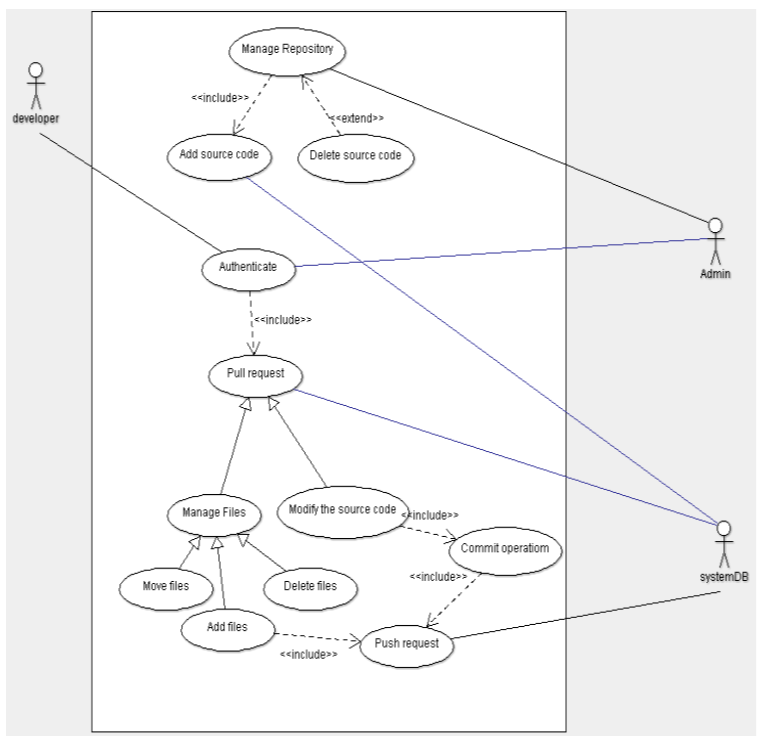 Manage Repository
developer
<<include>>
<<extend>>
Add source code
Delete source code
Authenticate
Admin
<<include>>
Pull request
Manage Files
Modify the source code
<<include>>
Commit operatiom
systemDB
<<include>>
Move files
Delete files
Add files
Push request
<<include>>